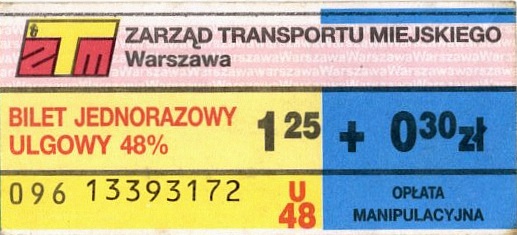 ZTM
ZARZĄD TRANSPORTU MIEJSKIEGO
Warszawa
BILET JEDNORAZOWY
ULGOWY 48%
1 25 + 0 30 zł
096 13393172
U
48
OPŁATA
MANIPULACYJNA